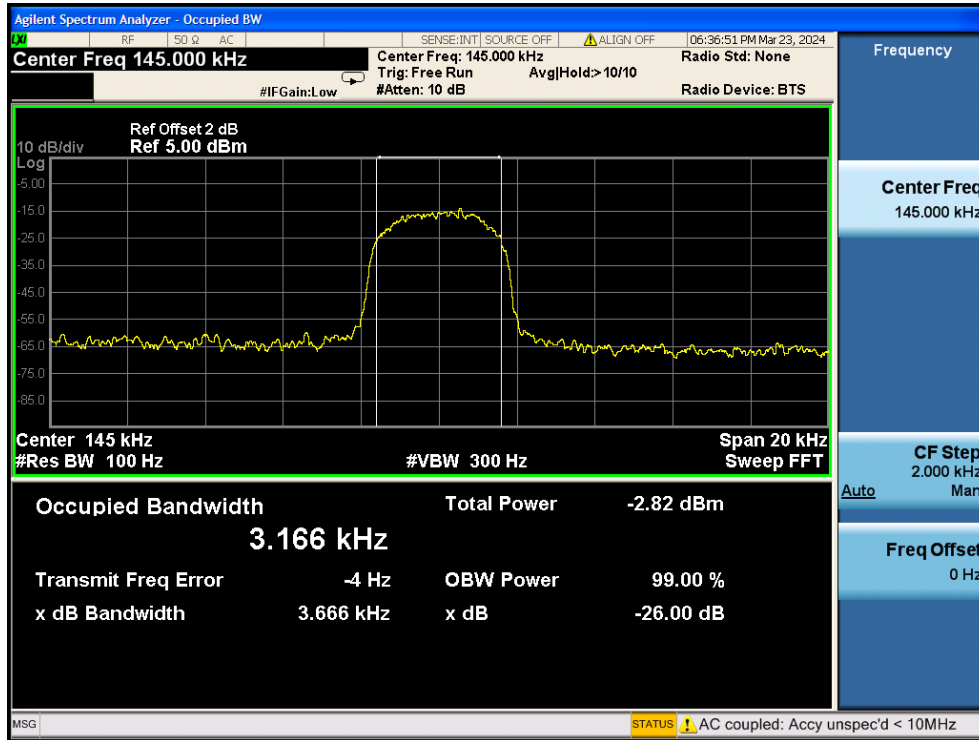 Agilent Spectrum Analyzer - Occupied BW
LXI RF 50 Ω AC SENSE:INT SOURCE OFF ALIGN OFF 06:36:51 PM Mar 23, 2024
Center Freq 145.000 kHz
Center Freq: 145.000 kHz Radio Std: None
Trig: Free Run Avg|Hold:>10/10
#IFGain:Low #Atten: 10 dB Radio Device: BTS
Ref Offset 2 dB
10 dB/div Ref 5.00 dBm
Log
-5.00
-15.0
-25.0
-35.0
-45.0
-55.0
-65.0
-75.0
-85.0
Center 145 kHz Span 20 kHz
#Res BW 100 Hz #VBW 300 Hz Sweep FFT
Occupied Bandwidth Total Power -2.82 dBm
3.166 kHz
Transmit Freq Error -4 Hz OBW Power 99.00 %
x dB Bandwidth 3.666 kHz x dB -26.00 dB
Frequency
Center Freq
145.000 kHz
CF Step
2.000 kHz
Auto Man
Freq Offset
0 Hz
MSG STATUS AC coupled: Accy unspec'd < 10MHz